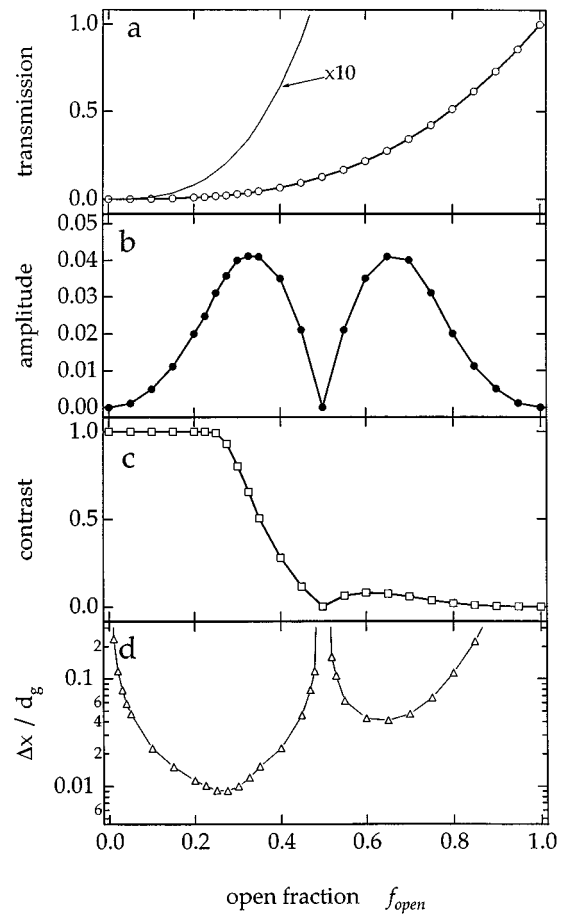 a
1.0
0.5
0.0
transmission
x10
b
0.05
0.04
0.03
0.02
0.01
0.00
amplitude
c
1.0
0.5
0.0
contrast
d
2
0.1
6
4
2
0.01
6
Δx / dg
0.0 0.2 0.4 0.6 0.8 1.0
open fraction fopen